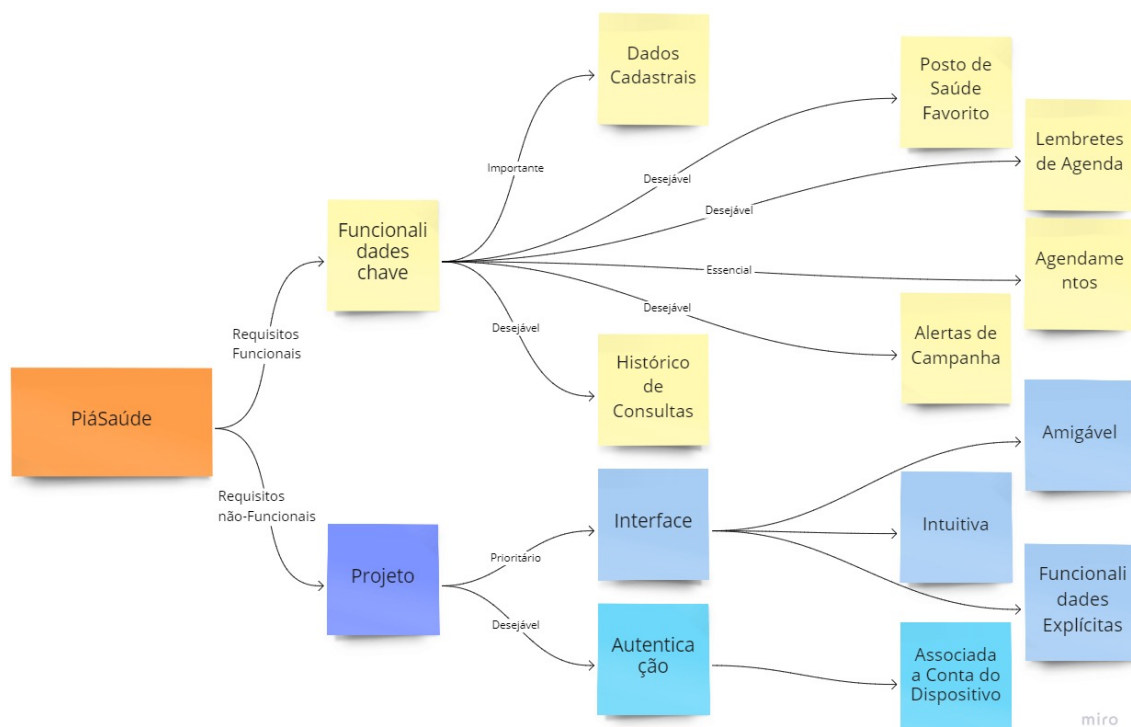 Dados
Cadastrais
Posto de
Saúde
Favorito
Lembretes
de Agenda
Importante
Desejável
Desejável
Funcionali
dades
chave
Essencial
Agendame
ntos
Desejável
Desejável
Requisitos
Funcionais
Alertas de
Campanha
Histórico
de
Consultas
PiáSaúde
Amigável
Requisitos
não-Funcionais
Interface
Intuitiva
Prioritário
Projeto
Funcionali
dades
Explícitas
Desejável
Autentica
ção
Associada
a Conta do
Dispositivo
miro